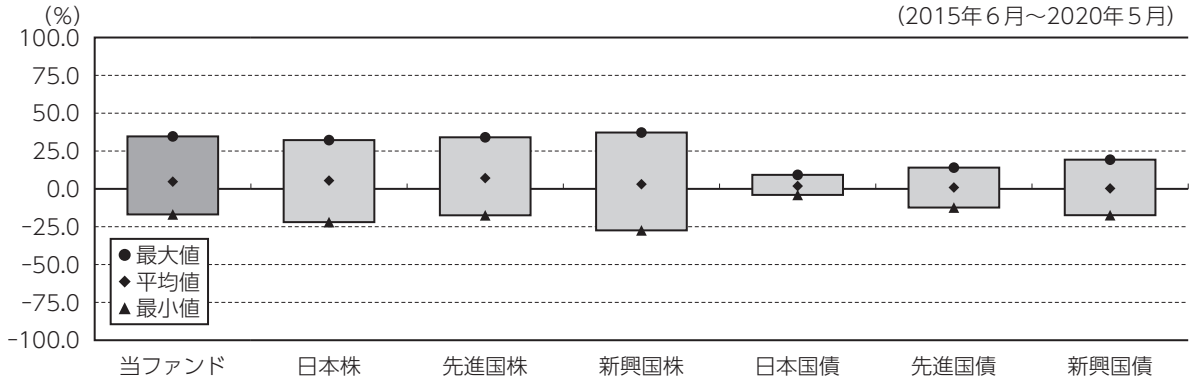 (%)
(2015年6月～2020年5月)
100.0
75.0
50.0
25.0
0.0
-25.0
-50.0
-75.0
-100.0
● 最大値
◆ 平均値
▲ 最小値
当ファンド 日本株 先進国株 新興国株 日本国債 先進国債 新興国債